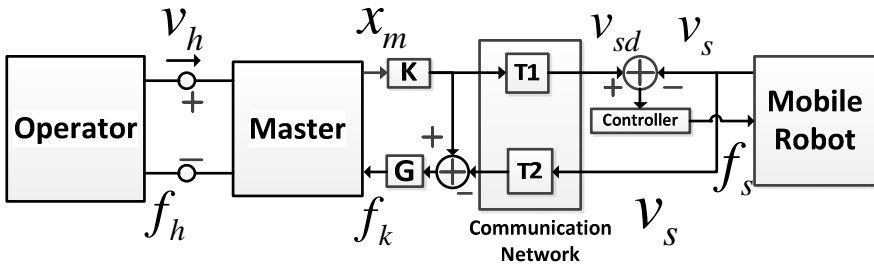 v_h
x_m
v_sd
v_s
K
T1
+
+
−
Operator
Master
Controller
Mobile
Robot
+
−
G
−
T2
f_h
f_k
f_s
v_s
Communication
Network